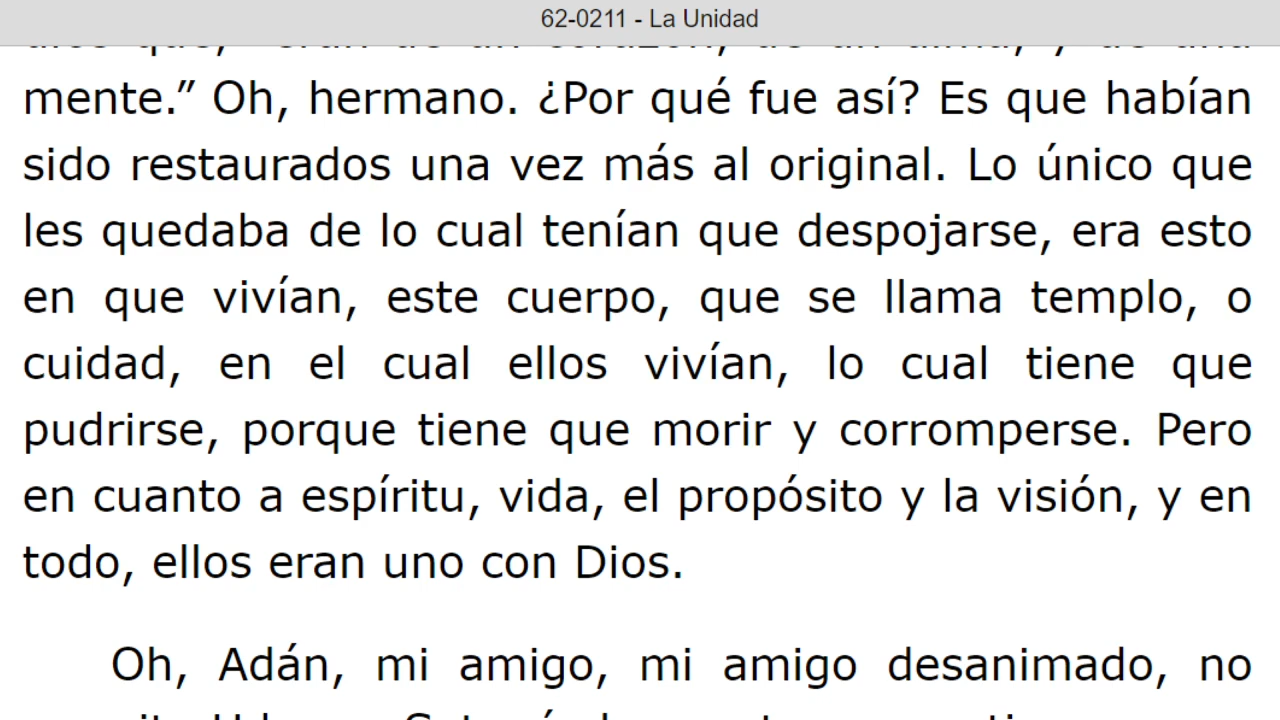 62-0211 - La Unidad
mente.” Oh, hermano. ¿Por qué fue así? Es que habían
sido restaurados una vez más al original. Lo único que
les quedaba de lo cual tenían que despojarse, era esto
en que vivían, este cuerpo, que se llama templo, o
cuidad, en el cual ellos vivían, lo cual tiene que
pudrirse, porque tiene que morir y corromperse. Pero
en cuanto a espíritu, vida, el propósito y la visión, y en
todo, ellos eran uno con Dios.
Oh, Adán, mi amigo, mi amigo desanimado, no